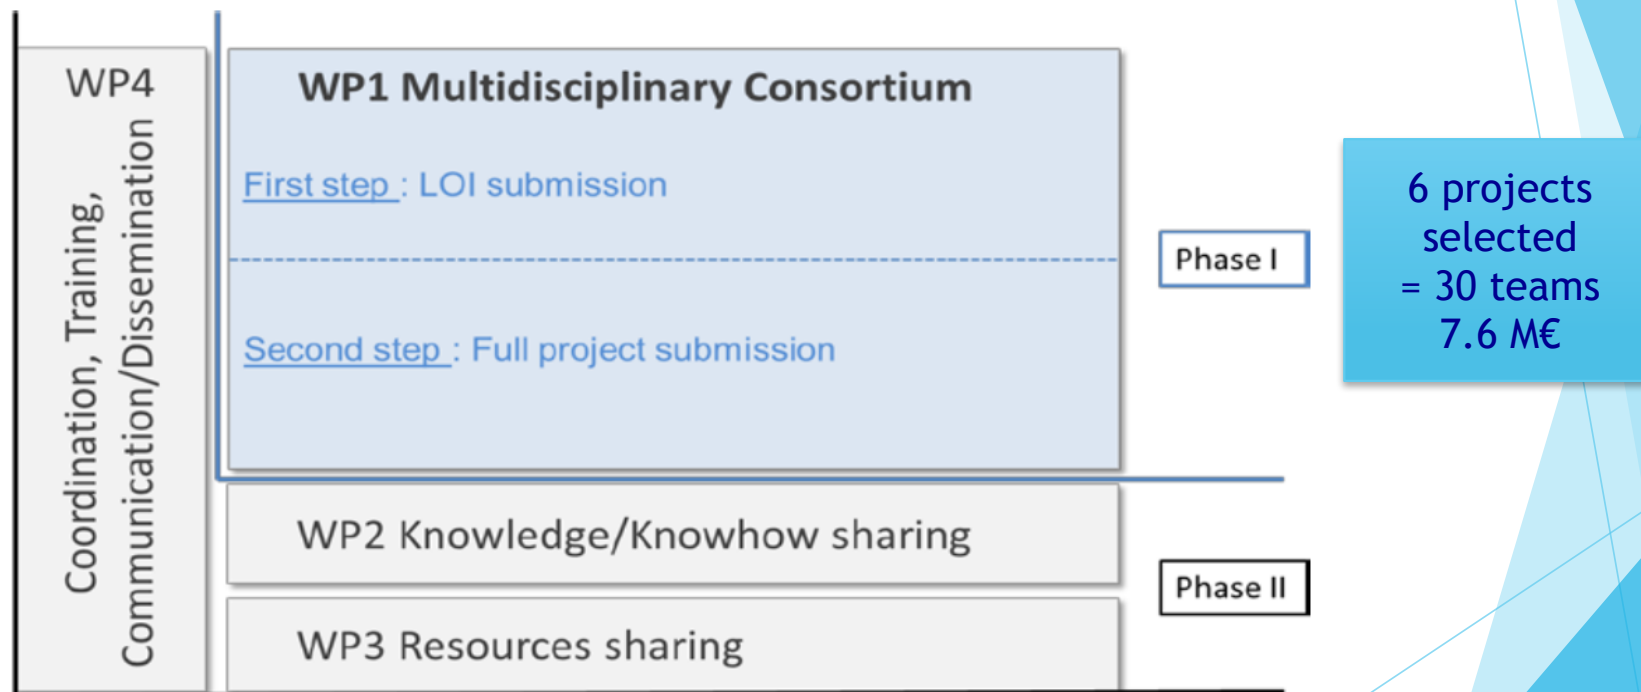 WP4
Coordination, Training,
Communication/Dissemination
WP1 Multidisciplinary Consortium
First step : LOI submission
Second step : Full project submission
Phase I
6 projects
selected
= 30 teams
7.6 M€
WP2 Knowledge/Knowhow sharing
WP3 Resources sharing
Phase II